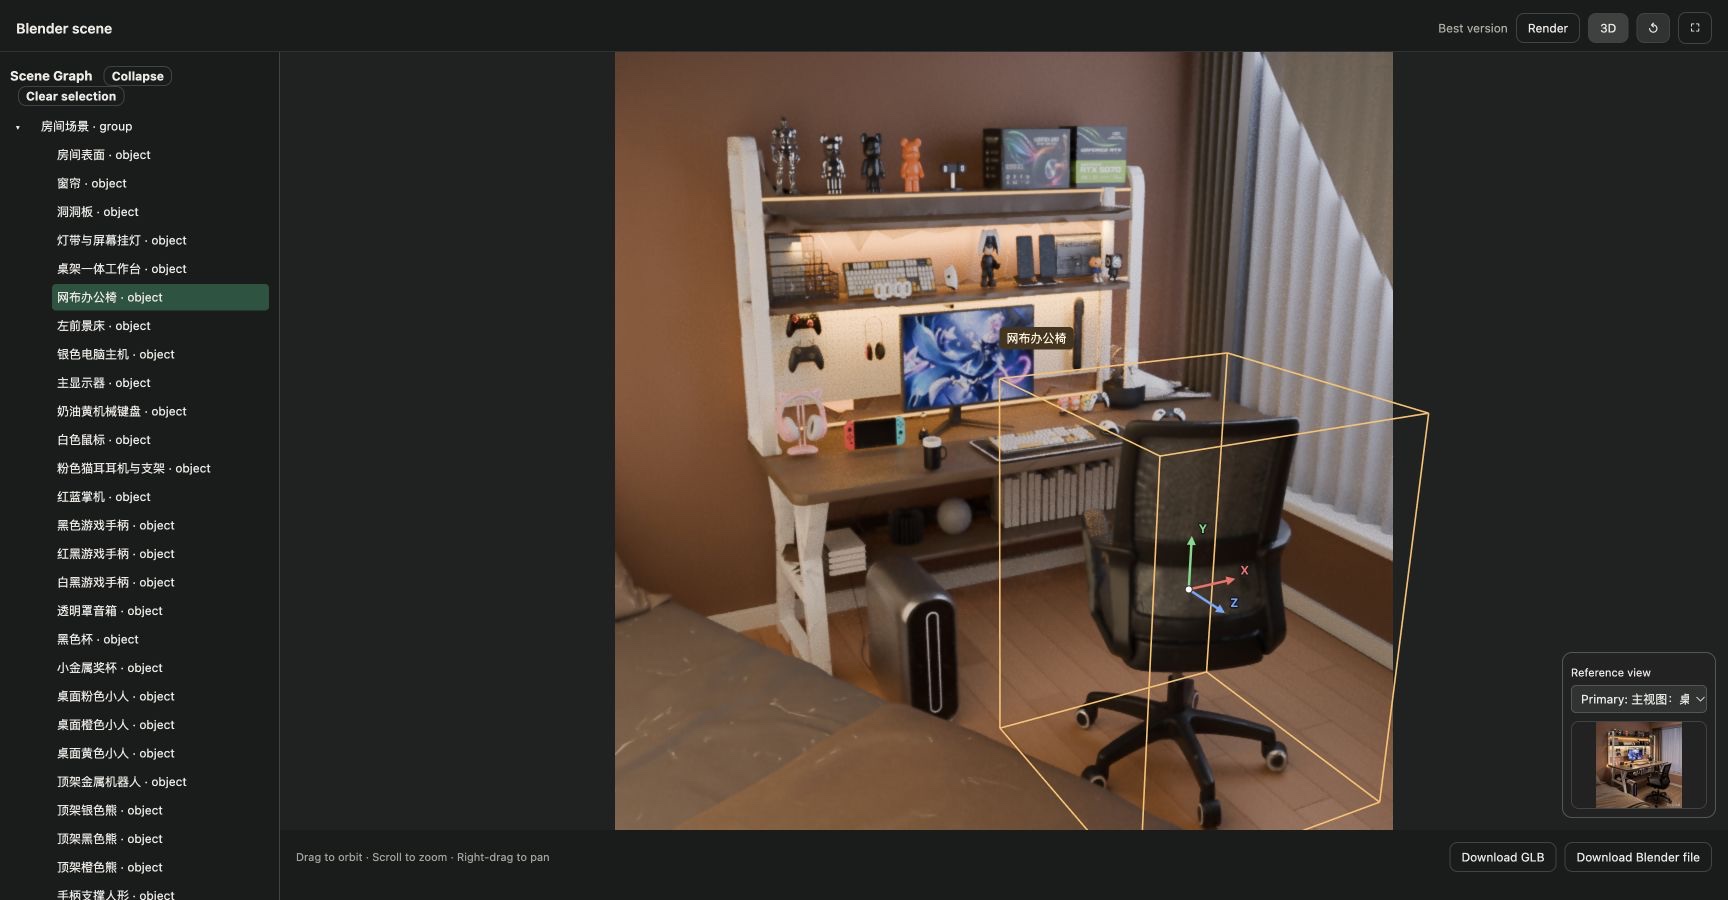 Blender scene
Best version
Render
3D
Scene Graph
Collapse
Clear selection
房间场景 · group
房间表面 · object
窗帘 · object
洞洞板 · object
灯带与屏幕挂灯 · object
桌架一体工作台 · object
网布办公椅 · object
左前景床 · object
银色电脑主机 · object
主显示器 · object
奶油黄机械键盘 · object
白色鼠标 · object
粉色猫耳耳机与支架 · object
红蓝掌机 · object
黑色游戏手柄 · object
红黑游戏手柄 · object
白黑游戏手柄 · object
透明罩音箱 · object
黑色杯 · object
小金属奖杯 · object
桌面粉色小人 · object
桌面橙色小人 · object
桌面黄色小人 · object
顶架金属机器人 · object
顶架银色熊 · object
顶架黑色熊 · object
顶架橙色熊 · object
手柄支撑人形 · object
RTX 5070
网布办公椅
Y
X
Z
Reference view
Primary: 主视图：桌
Drag to orbit · Scroll to zoom · Right-drag to pan
Download GLB
Download Blender file